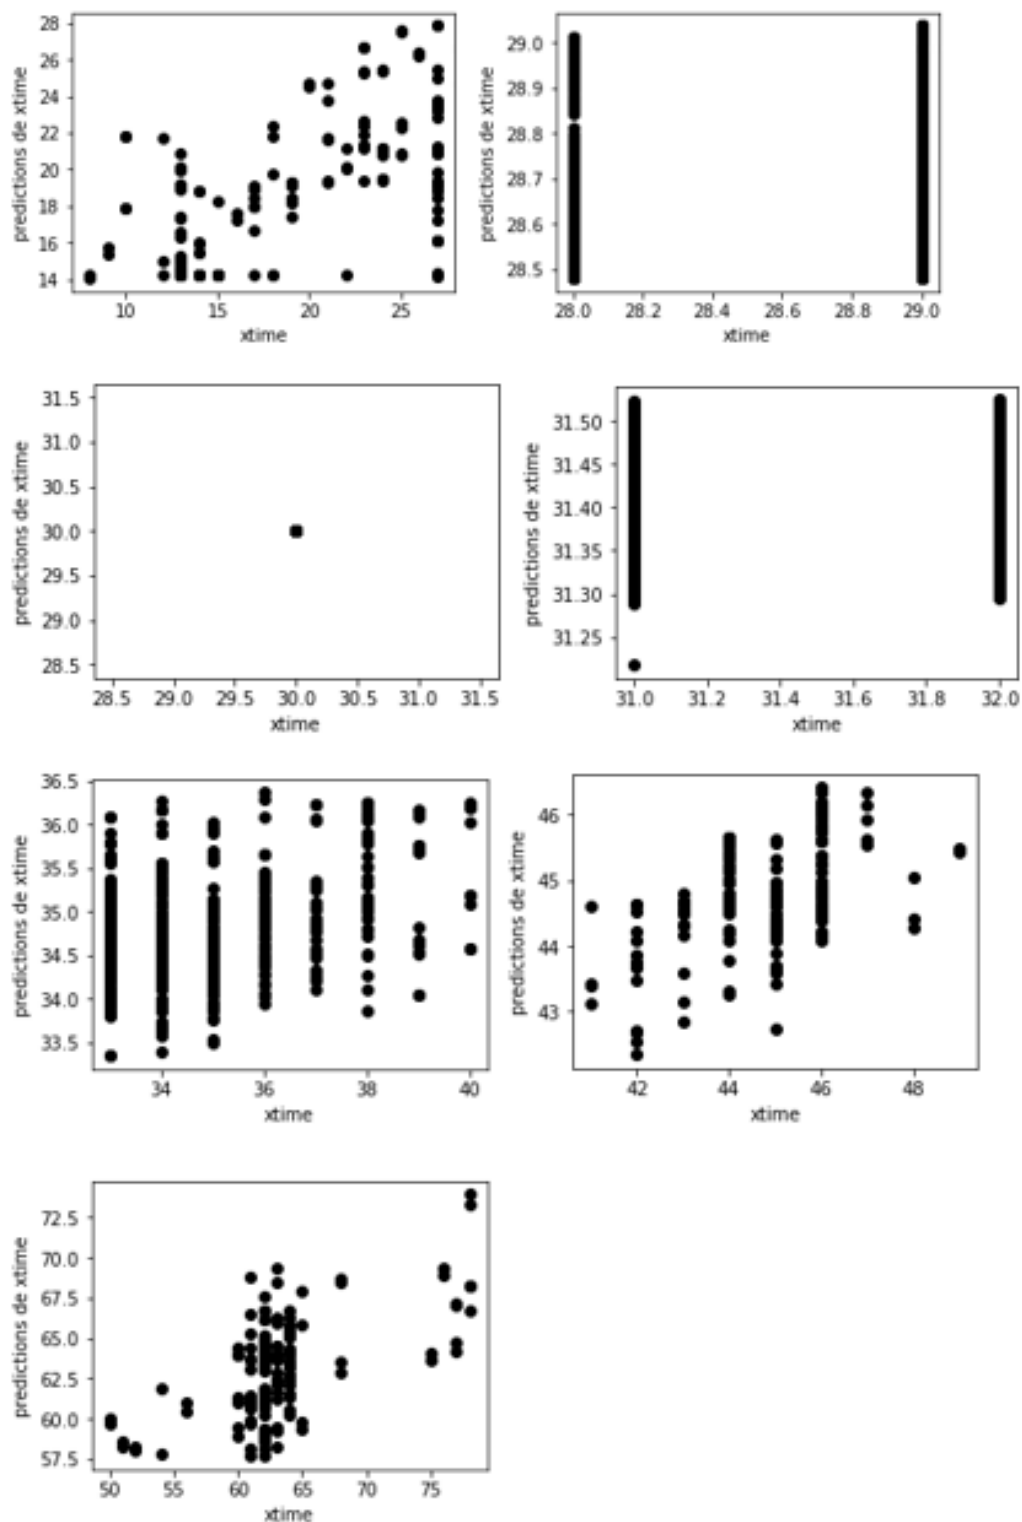 28
26
24
22
20
18
16
14
predictions de xtime
10 15 20 25
xtime
29.0
28.9
28.8
28.7
28.6
28.5
predictions de xtime
28.0 28.2 28.4 28.6 28.8 29.0
xtime
31.5
31.0
30.5
30.0
29.5
29.0
28.5
predictions de xtime
28.5 29.0 29.5 30.0 30.5 31.0 31.5
xtime
31.50
31.45
31.40
31.35
31.30
31.25
predictions de xtime
31.0 31.2 31.4 31.6 31.8 32.0
xtime
36.5
36.0
35.5
35.0
34.5
34.0
33.5
predictions de xtime
34 36 38 40
xtime
46
45
44
43
predictions de xtime
42 44 46 48
xtime
72.5
70.0
67.5
65.0
62.5
60.0
57.5
predictions de xtime
50 55 60 65 70 75
xtime